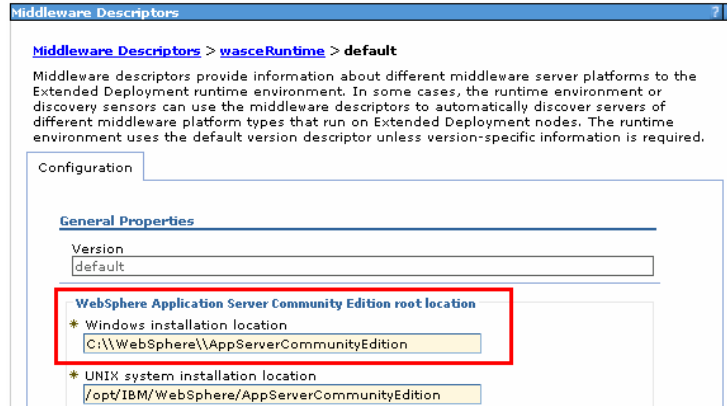 Middleware Descriptors ?
Middleware Descriptors > wasceRuntime > default
Middleware descriptors provide information about different middleware server platforms to the
Extended Deployment runtime environment. In some cases, the runtime environment or
discovery sensors can use the middleware descriptors to automatically discover servers of
different middleware platform types that run on Extended Deployment nodes. The runtime
environment uses the default version descriptor unless version-specific information is required.
Configuration
General Properties
Version
default
WebSphere Application Server Community Edition root location
* Windows installation location
C:\\WebSphere\\AppServerCommunityEdition
* UNIX system installation location
/opt/IBM/WebSphere/AppServerCommunityEdition